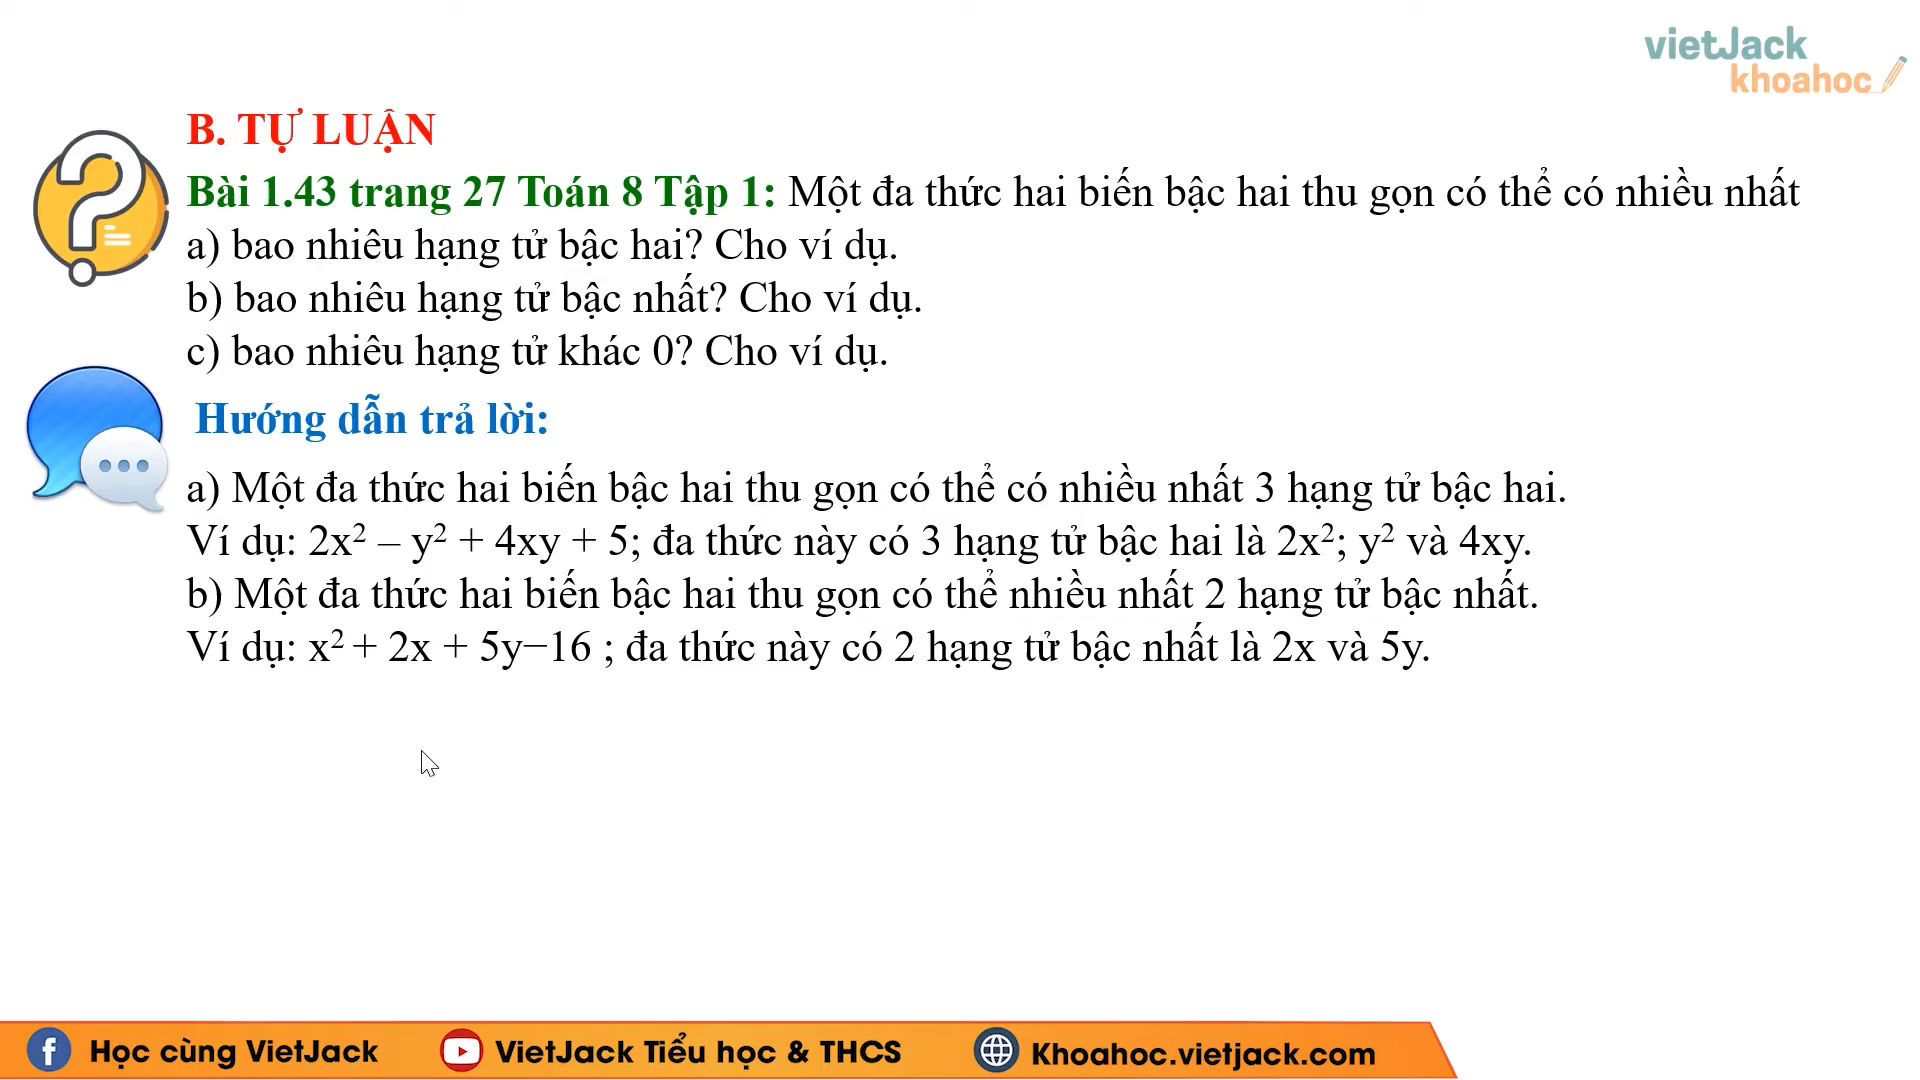 vietJack
khoahoc
B. TỰ LUẬN
Bài 1.43 trang 27 Toán 8 Tập 1: Một đa thức hai biến bậc hai thu gọn có thể có nhiều nhất
a) bao nhiêu hạng tử bậc hai? Cho ví dụ.
b) bao nhiêu hạng tử bậc nhất? Cho ví dụ.
c) bao nhiêu hạng tử khác 0? Cho ví dụ.
Hướng dẫn trả lời:
a) Một đa thức hai biến bậc hai thu gọn có thể có nhiều nhất 3 hạng tử bậc hai.
Ví dụ: 2x² – y² + 4xy + 5; đa thức này có 3 hạng tử bậc hai là 2x²; y² và 4xy.
b) Một đa thức hai biến bậc hai thu gọn có thể nhiều nhất 2 hạng tử bậc nhất.
Ví dụ: x² + 2x + 5y−16 ; đa thức này có 2 hạng tử bậc nhất là 2x và 5y.
Học cùng VietJack
VietJack Tiểu học & THCS
Khoahoc.vietjack.com